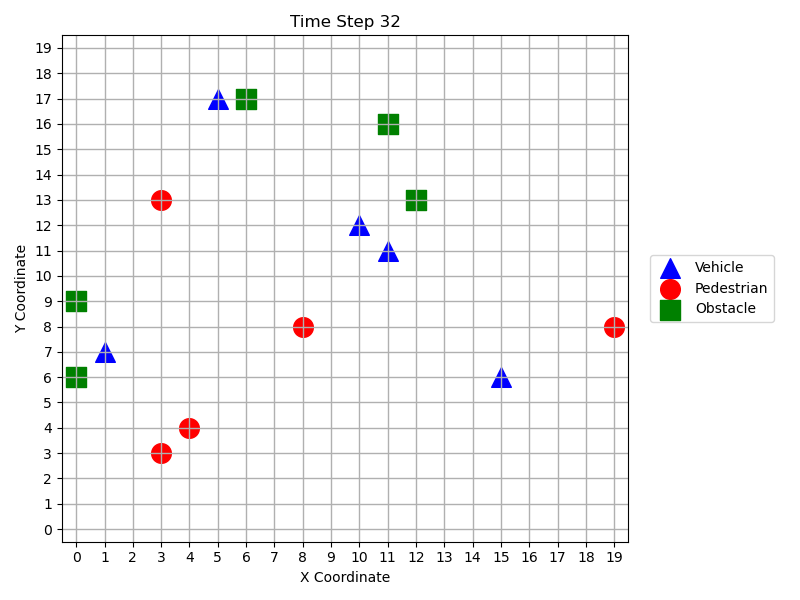 Time Step 32
19
18
17
16
15
14
13
12
11
10
9
8
7
6
5
4
3
2
1
0
Y Coordinate
0 1 2 3 4 5 6 7 8 9 10 11 12 13 14 15 16 17 18 19
X Coordinate
Vehicle
Pedestrian
Obstacle